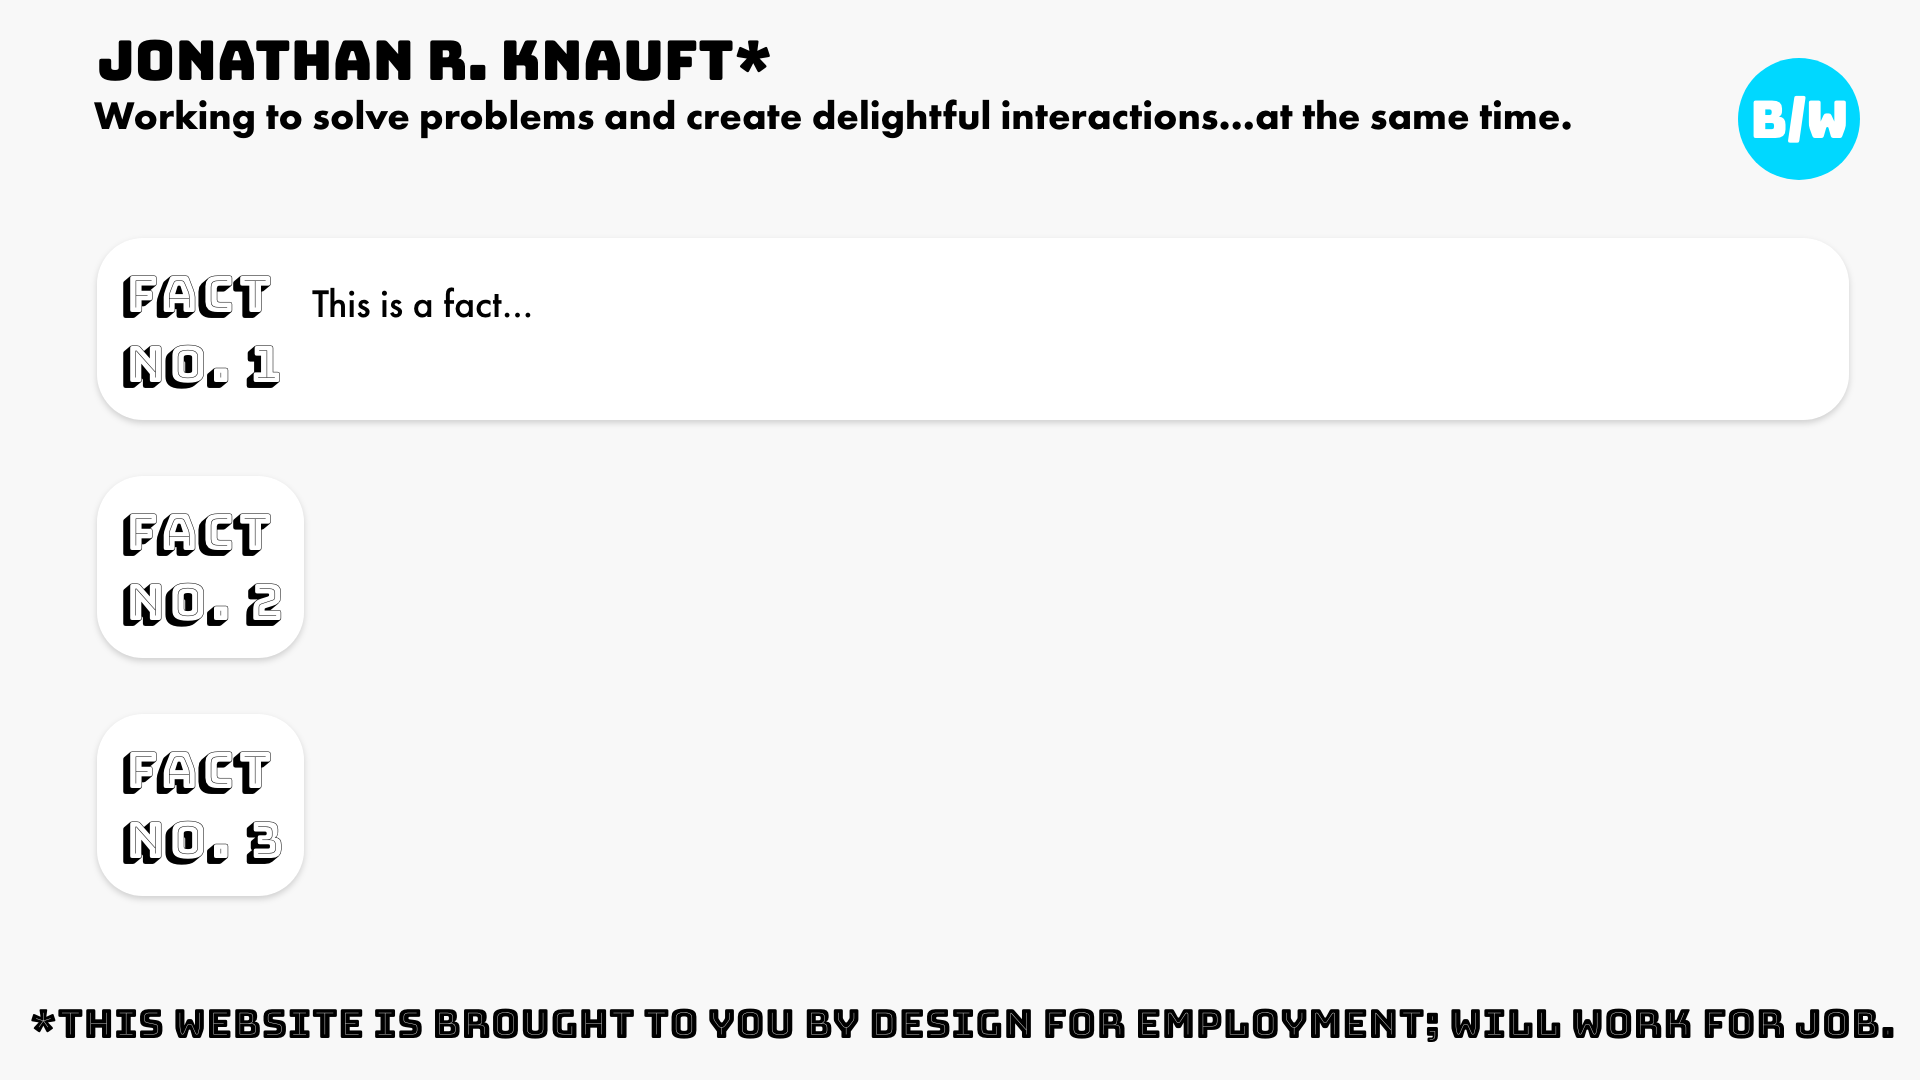 JONATHAN R. KNAUFT*
Working to solve problems and create delightful interactions...at the same time.
B/W
FACT
NO. 1
This is a fact...
FACT
NO. 2
FACT
NO. 3
*THIS WEBSITE IS BROUGHT TO YOU BY DESIGN FOR EMPLOYMENT; WILL WORK FOR JOB.